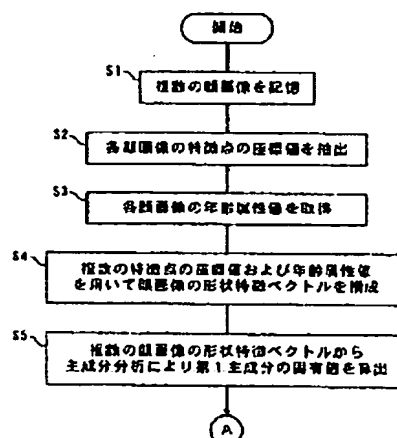 開始
S1
複数の顔画像を記憶
S2
各顔画像の特徴点の座標値を抽出
S3
各顔画像の年齢属性値を取得
S4
複数の特徴点の座標値および年齢属性値
を用いて顔画像の形状特徴ベクトルを構成
S5
複数の顔画像の形状特徴ベクトルから
主成分分析により第1主成分の固有値を算出
A